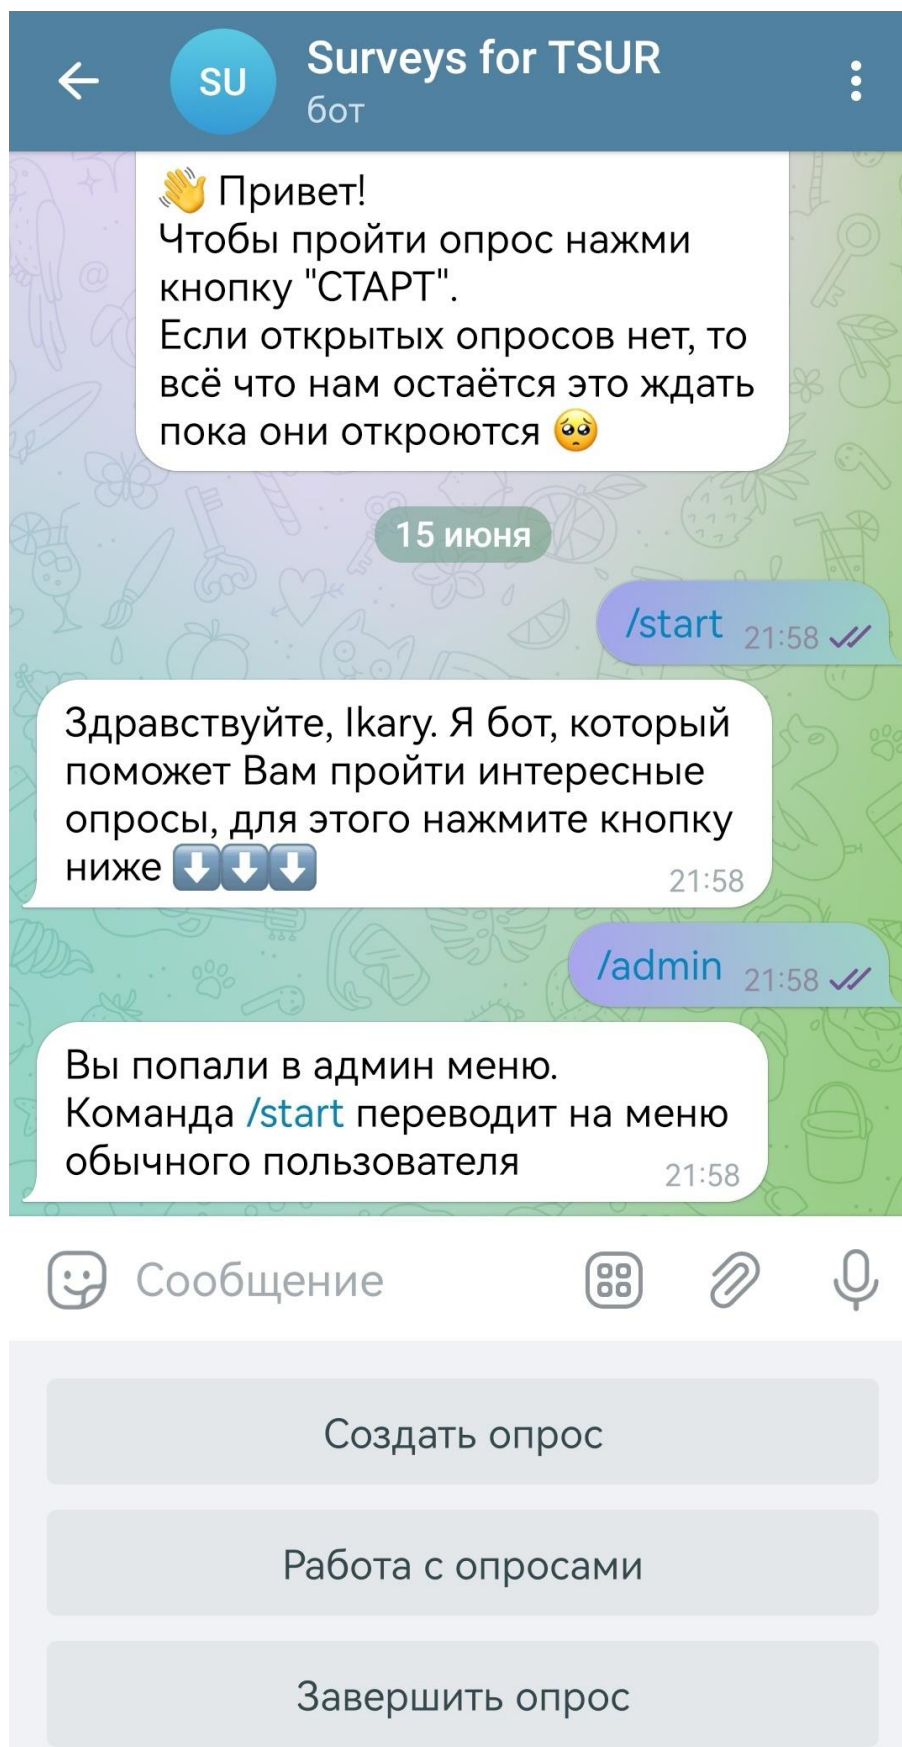 SU
Surveys for TSUR
бот
👋 Привет!
Чтобы пройти опрос нажми
кнопку "СТАРТ".
Если открытых опросов нет, то
всё что нам остаётся это ждать
пока они откроются 🥺
15 июня
/start 21:58
Здравствуйте, Ikary. Я бот, который
поможет Вам пройти интересные
опросы, для этого нажмите кнопку
ниже ⬇️⬇️⬇️ 21:58
/admin 21:58
Вы попали в админ меню.
Команда /start переводит на меню
обычного пользователя 21:58
Сообщение
Создать опрос
Работа с опросами
Завершить опрос